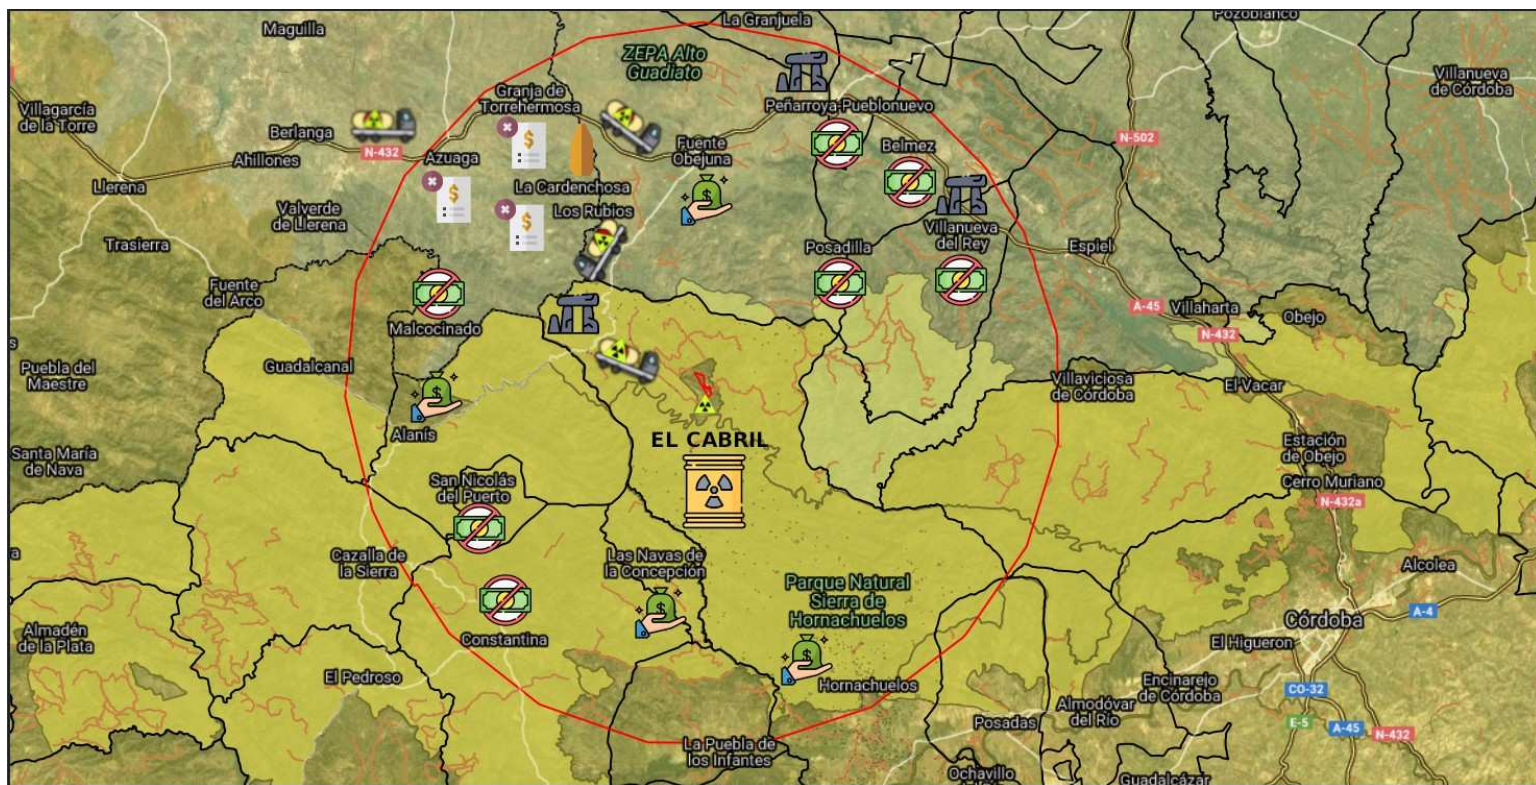 La Granjuela
Pozoblanco
Maguilla
ZEPA Alto
Guadiato
Villanueva
de Córdoba
Granja de
Torrehermosa
Villagarcía
de la Torre
Peñarroya-Pueblonuevo
Berlanga
N-432
N-502
Azuaga
Ahillones
Fuente
Obejuna
Belmez
Llerena
La Cardenchosa
Los Rubios
Valverde
de Llerena
Trasierra
Villanueva
del Rey
Posadilla
Espiel
Fuente
del Arco
Malcocinado
A-45
Villaharta
Obejo
N-432
Puebla del
Maestre
Guadalcanal
Villaviciosa
de Córdoba
El Vacar
Alanís
EL CABRIL
Estación
de Obejo
Santa María
de Nava
San Nicolás
del Puerto
Cerro Muriano
N-432a
Cazalla de
la Sierra
Las Navas de
la Concepción
Alcolea
Parque Natural
Sierra de
Hornachuelos
A-4
Córdoba
Almadén
de la Plata
Constantina
El Higueron
El Pedroso
Hornachuelos
Encinarejo
de Córdoba
CO-32
Almodóvar
del Río
Posadas
E-5
A-45
N-432
La Puebla de
los Infantes
Ochavillo
Guadalcázar